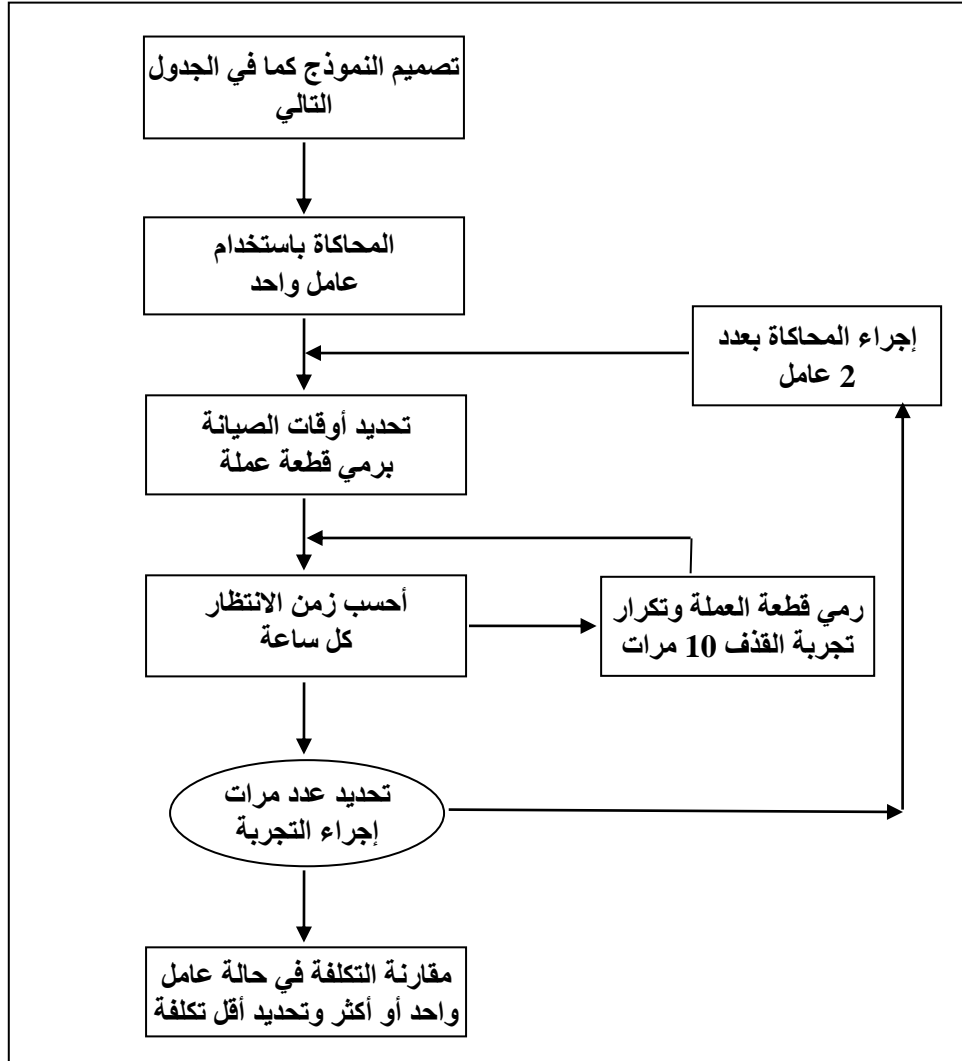 تصميم النموذج كما في الجدول
التالي
المحاكاة باستخدام
عامل واحد
إجراء المحاكاة بعدد
2 عامل
تحديد أوقات الصيانة
برمي قطعة عملة
أحسب زمن الانتظار
كل ساعة
رمي قطعة العملة وتكرار
تجربة القذف 10 مرات
تحديد عدد مرات
إجراء التجربة
مقارنة التكلفة في حالة عامل
واحد أو أكثر وتحديد أقل تكلفة